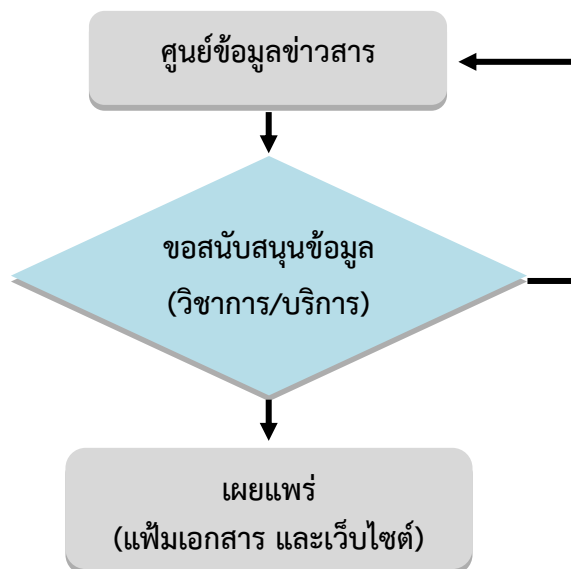 ศูนย์ข้อมูลข่าวสาร
ขอสนับสนุนข้อมูล
(วิชาการ/บริการ)
เผยแพร่
(แฟ้มเอกสาร และเว็บไซต์)